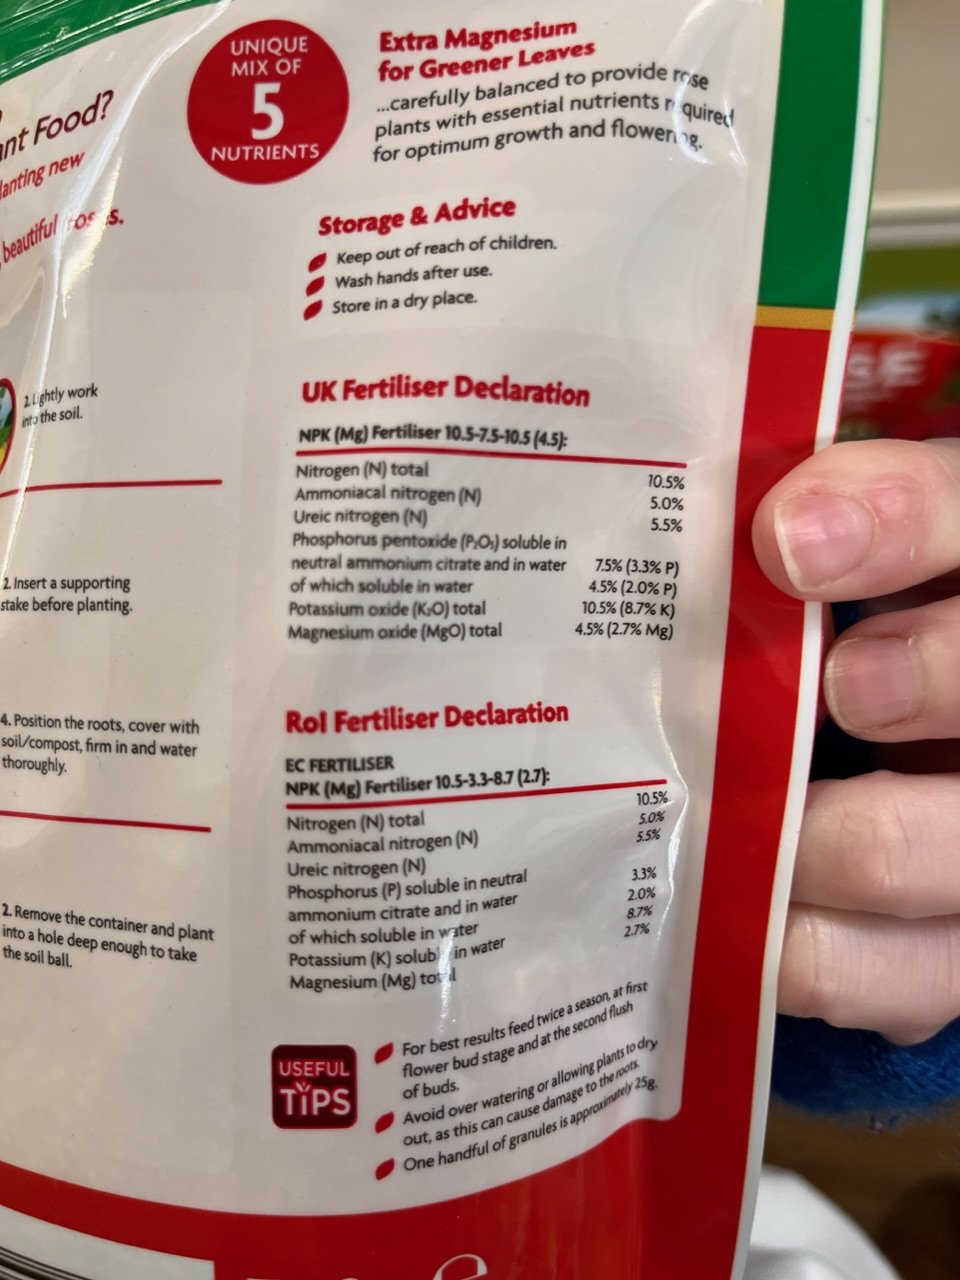 UNIQUE
MIX OF
5
NUTRIENTS
Extra Magnesium
for Greener Leaves
...carefully balanced to provide rose
plants with essential nutrients required
for optimum growth and flowering.
Food?
planting new
beautiful roses.
Storage & Advice
Keep out of reach of children.
Wash hands after use.
Store in a dry place.
2. Lightly work
into the soil.
2. Insert a supporting
stake before planting.
4. Position the roots, cover with
soil/compost, firm in and water
thoroughly.
2. Remove the container and plant
into a hole deep enough to take
the soil ball.
UK Fertiliser Declaration
NPK (Mg) Fertiliser 10.5-7.5-10.5 (4.5):
Nitrogen (N) total 10.5%
Ammoniacal nitrogen (N) 5.0%
Ureic nitrogen (N) 5.5%
Phosphorus pentoxide (P₂O₅) soluble in
neutral ammonium citrate and in water 7.5% (3.3% P)
of which soluble in water 4.5% (2.0% P)
Potassium oxide (K₂O) total 10.5% (8.7% K)
Magnesium oxide (MgO) total 4.5% (2.7% Mg)
RoI Fertiliser Declaration
EC FERTILISER
NPK (Mg) Fertiliser 10.5-3.3-8.7 (2.7):
Nitrogen (N) total 10.5%
Ammoniacal nitrogen (N) 5.0%
Ureic nitrogen (N) 5.5%
Phosphorus (P) soluble in neutral
ammonium citrate and in water 3.3%
of which soluble in water 2.0%
Potassium (K) soluble in water 8.7%
Magnesium (Mg) total 2.7%
USEFUL
TiPS
For best results feed twice a season, at first
flower bud stage and at the second flush
of buds.
Avoid over watering or allowing plants to dry
out, as this can cause damage to the roots.
One handful of granules is approximately 25g.